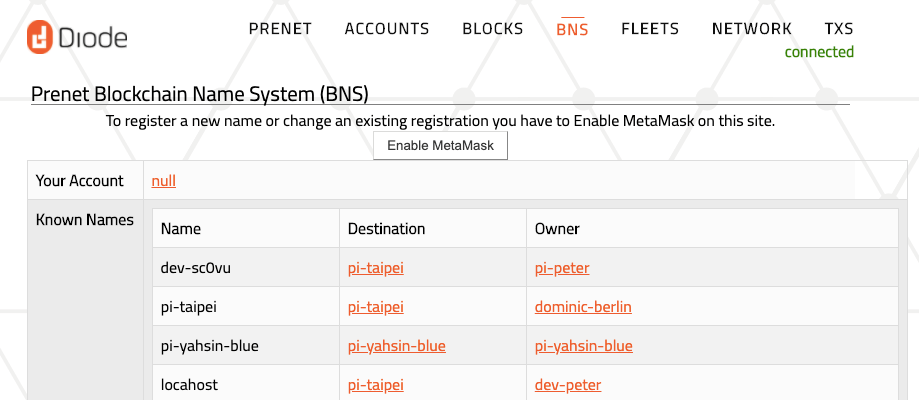 Diode
PRENET ACCOUNTS BLOCKS BNS FLEETS NETWORK TXS
connected
Prenet Blockchain Name System (BNS)
To register a new name or change an existing registration you have to Enable MetaMask on this site.
Enable MetaMask
Your Account null
Known Names
Name Destination Owner
dev-sc0vu pi-taipei pi-peter
pi-taipei pi-taipei dominic-berlin
pi-yahsin-blue pi-yahsin-blue pi-yahsin-blue
locahost pi-taipei dev-peter